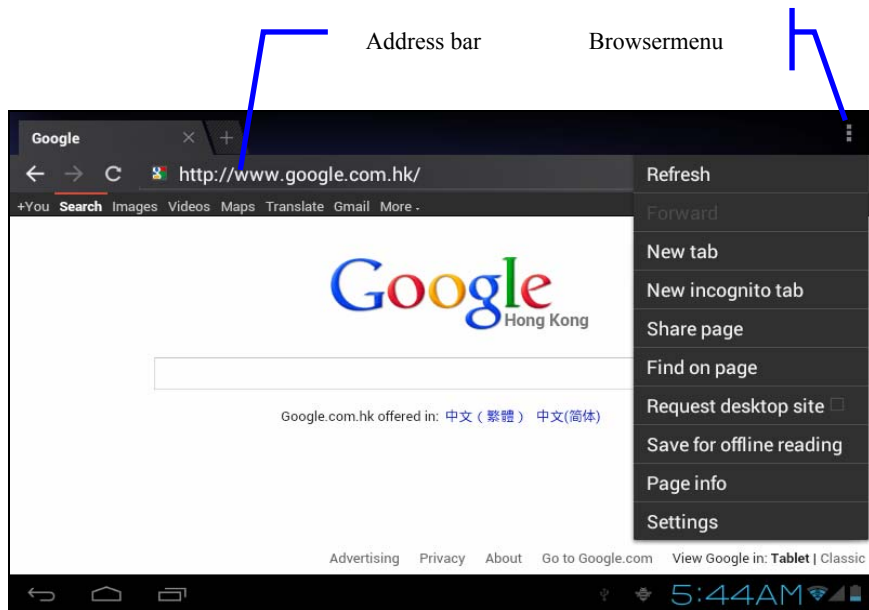 Address bar Browsermenu
Google
http://www.google.com.hk/
+You Search Images Videos Maps Translate Gmail More
Google
Hong Kong
Google.com.hk offered in: 中文（繁體） 中文(简体)
Refresh
Forward
New tab
New incognito tab
Share page
Find on page
Request desktop site
Save for offline reading
Page info
Settings
Advertising Privacy About Go to Google.com View Google in: Tablet | Classic
5:44AM